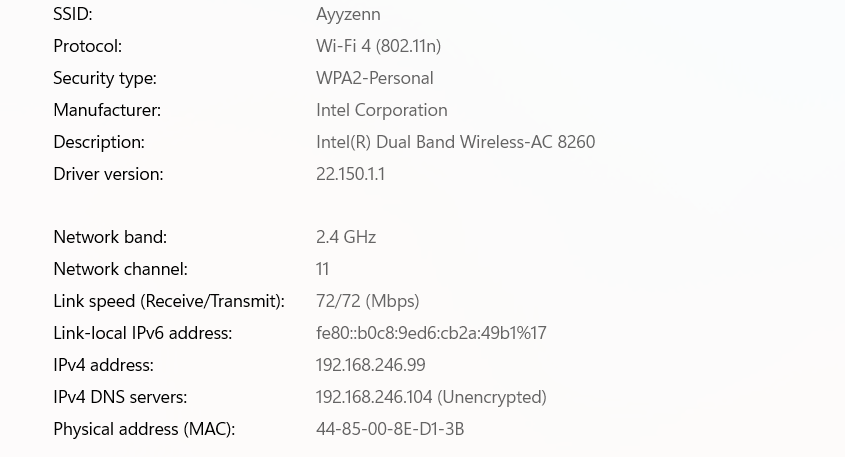 SSID: Ayyzenn
Protocol: Wi-Fi 4 (802.11n)
Security type: WPA2-Personal
Manufacturer: Intel Corporation
Description: Intel(R) Dual Band Wireless-AC 8260
Driver version: 22.150.1.1
Network band: 2.4 GHz
Network channel: 11
Link speed (Receive/Transmit): 72/72 (Mbps)
Link-local IPv6 address: fe80::b0c8:9ed6:cb2a:49b1%17
IPv4 address: 192.168.246.99
IPv4 DNS servers: 192.168.246.104 (Unencrypted)
Physical address (MAC): 44-85-00-8E-D1-3B